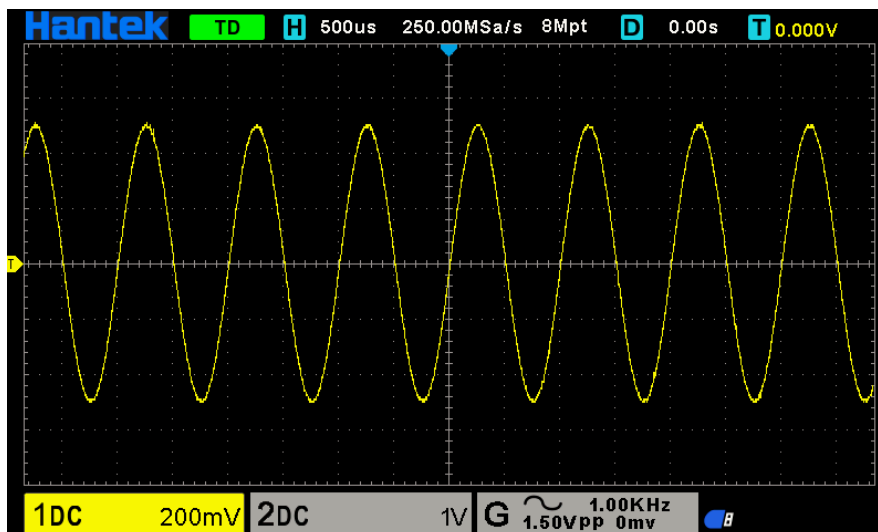 Hantek TD H 500us 250.00MSa/s 8Mpt D 0.00s T 0.000V
T
1DC 200mV 2DC 1V G 1.00KHz
1.50Vpp 0mv